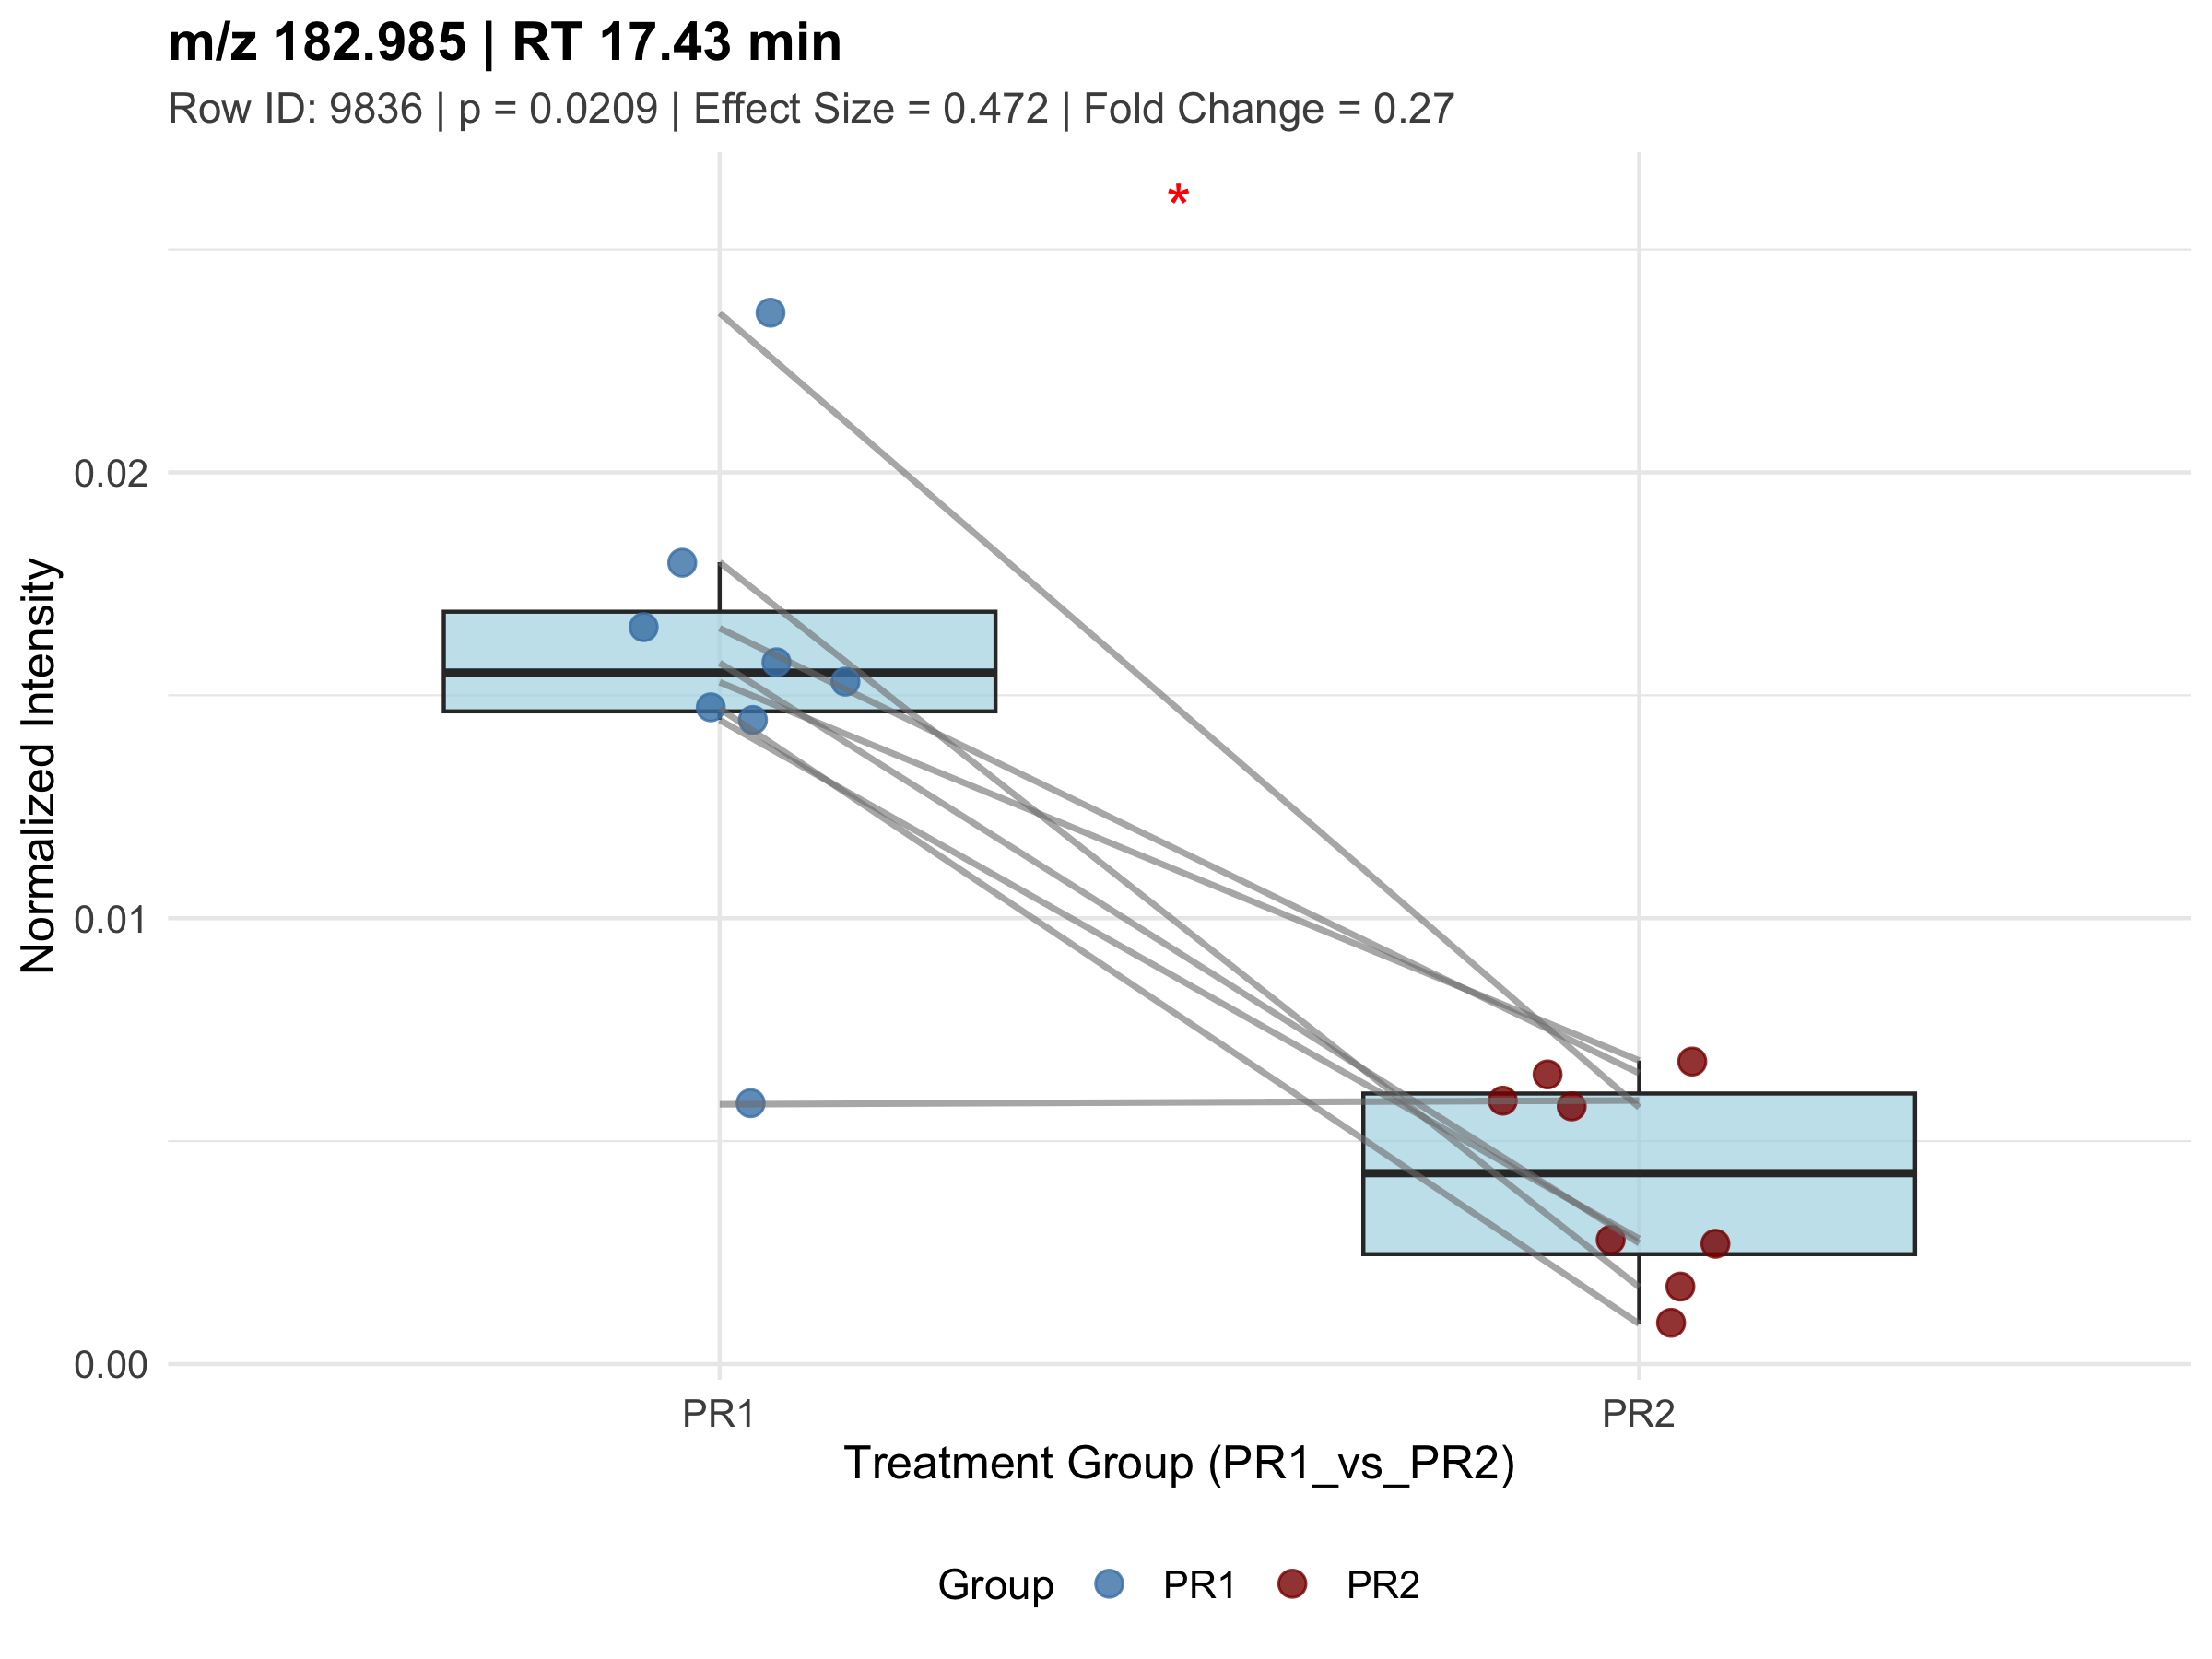 m/z 182.985 | RT 17.43 min
Row ID: 9836 | p = 0.0209 | Effect Size = 0.472 | Fold Change = 0.27
*
Normalized Intensity
0.02
0.01
0.00
PR1 PR2
Treatment Group (PR1_vs_PR2)
Group PR1 PR2